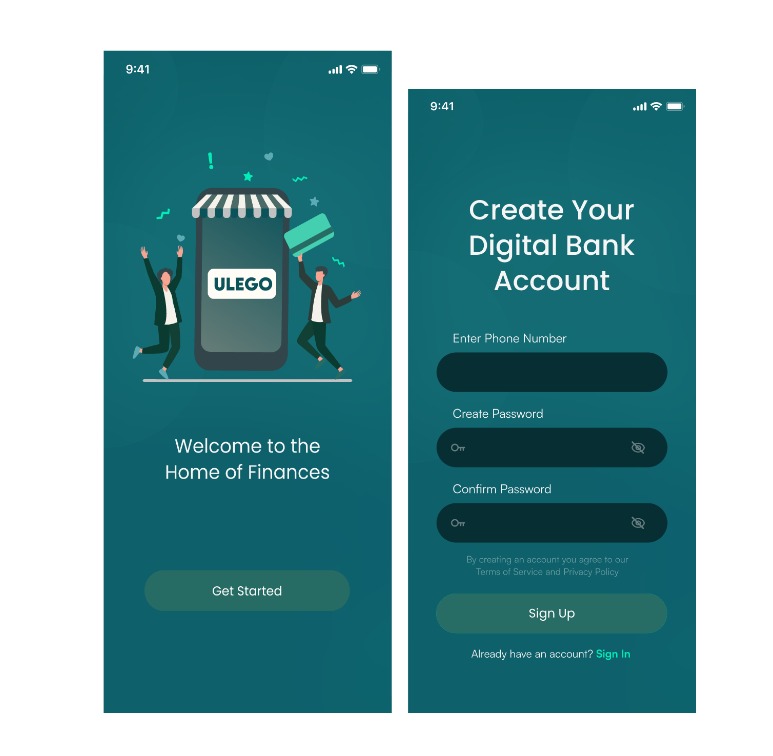 9:41
ULEGO
Welcome to the
Home of Finances
Get Started
9:41
Create Your
Digital Bank
Account
Enter Phone Number
Create Password
Confirm Password
By creating an account you agree to our
Terms of Service and Privacy Policy
Sign Up
Already have an account? Sign In